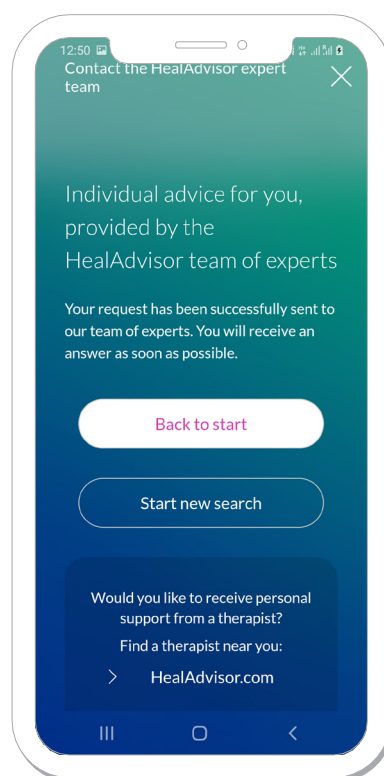 12:50
Contact the HealAdvisor expert
team
Individual advice for you,
provided by the
HealAdvisor team of experts
Your request has been successfully sent to
our team of experts. You will receive an
answer as soon as possible.
Back to start
Start new search
Would you like to receive personal
support from a therapist?
Find a therapist near you:
HealAdvisor.com